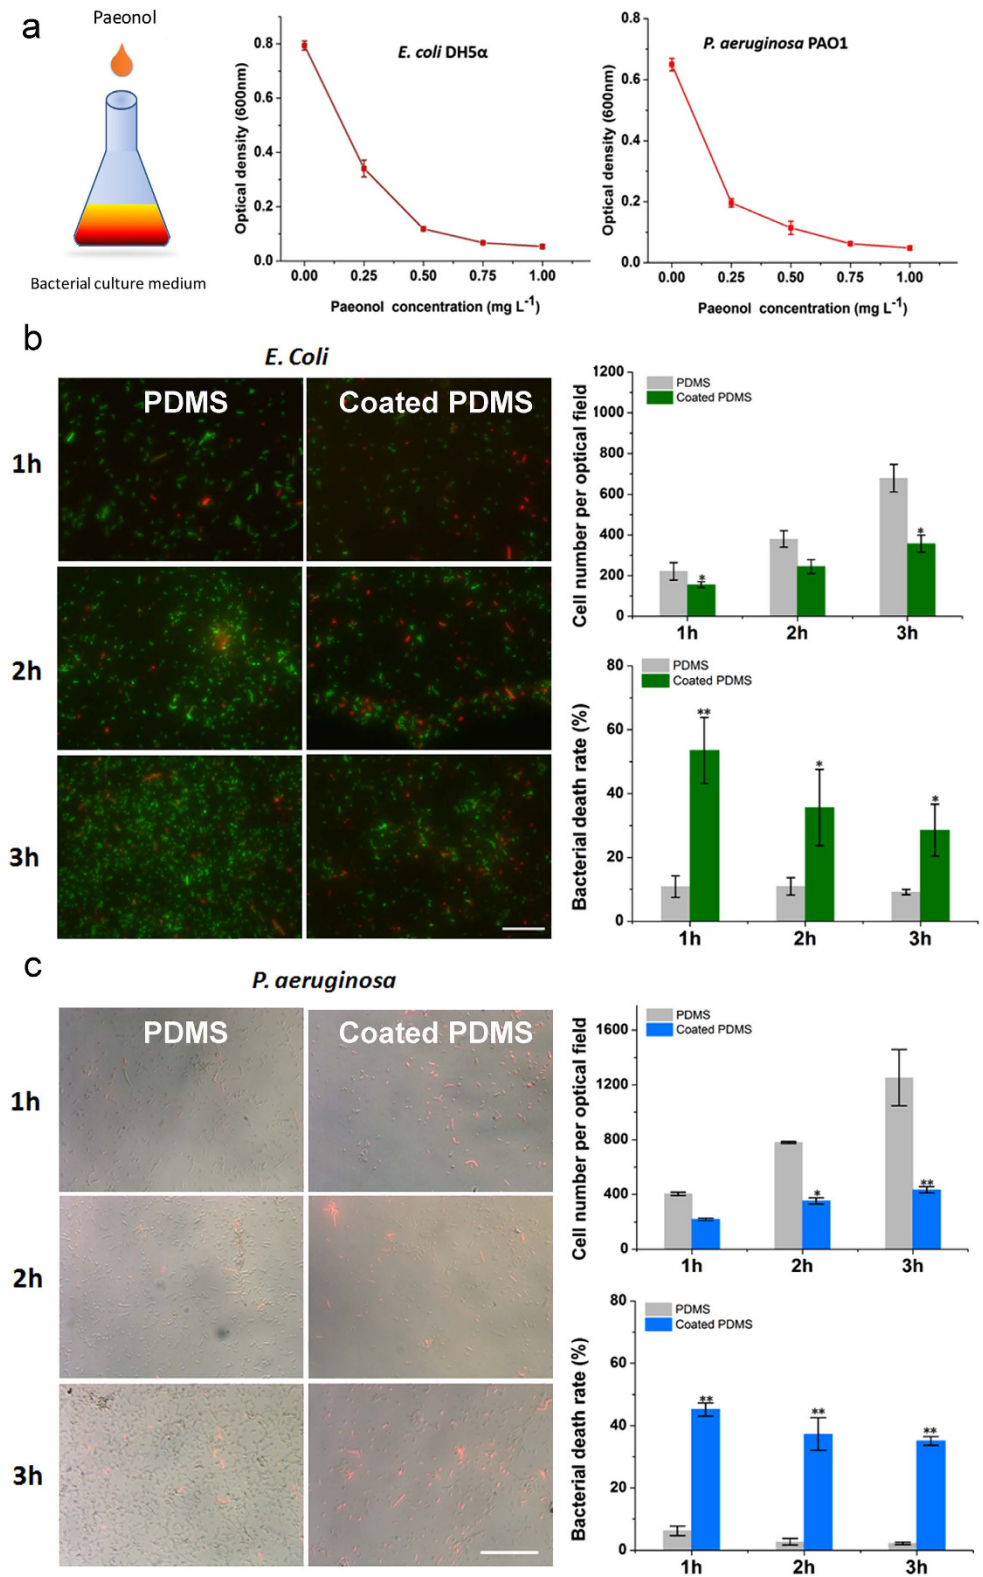 a
Paeonol
Bacterial culture medium
E. coli DH5α
Optical density (600nm)
0.8
0.6
0.4
0.2
0.0
0.00 0.25 0.50 0.75 1.00
Paeonol concentration (mg L-1)
P. aeruginosa PAO1
Optical density (600nm)
0.8
0.6
0.4
0.2
0.0
0.00 0.25 0.50 0.75 1.00
Paeonol concentration (mg L-1)
b
E. Coli
PDMS Coated PDMS
1h
2h
3h
Cell number per optical field
1200
1000
800
600
400
200
0
PDMS
Coated PDMS
*
*
1h 2h 3h
Bacterial death rate (%)
80
60
40
20
0
PDMS
Coated PDMS
**
*
*
1h 2h 3h
c
P. aeruginosa
PDMS Coated PDMS
1h
2h
3h
Cell number per optical field
1600
1200
800
400
0
PDMS
Coated PDMS
*
**
1h 2h 3h
Bacterial death rate (%)
80
60
40
20
0
PDMS
Coated PDMS
**
**
**
1h 2h 3h